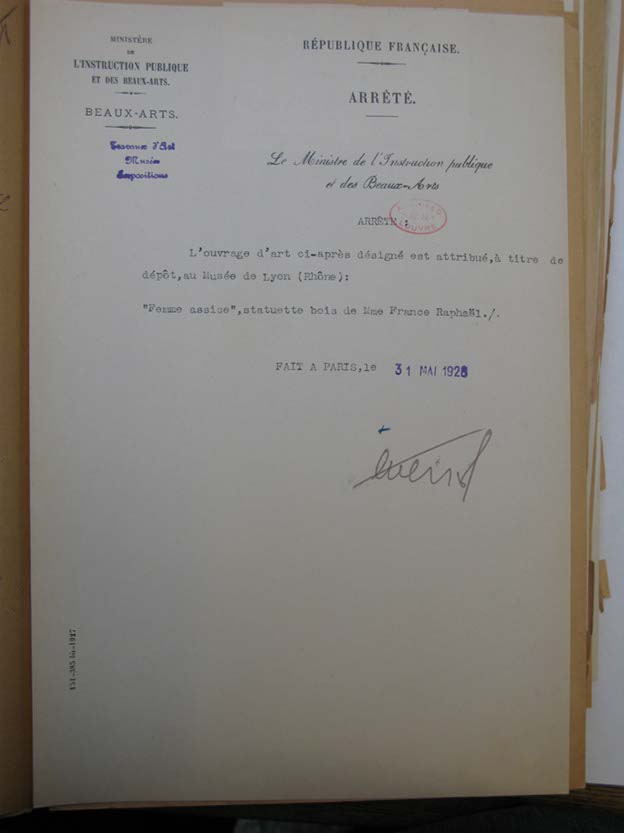 MINISTÈRE
DE
L'INSTRUCTION PUBLIQUE
ET DES BEAUX-ARTS.
BEAUX-ARTS.
Travaux d'Art
Musées
Expositions
RÉPUBLIQUE FRANÇAISE.
ARRÊTÉ.
Le Ministre de l'Instruction publique
et des Beaux-Arts
ARRÊTE :
LOUVRE
L'ouvrage d'art ci-après désigné est attribué,à titre de
dépôt,au Musée de Lyon (Rhône):
"Femme assise",statuette bois de Mme France Raphaël./.
FAIT A PARIS,le 31 MAI 1928